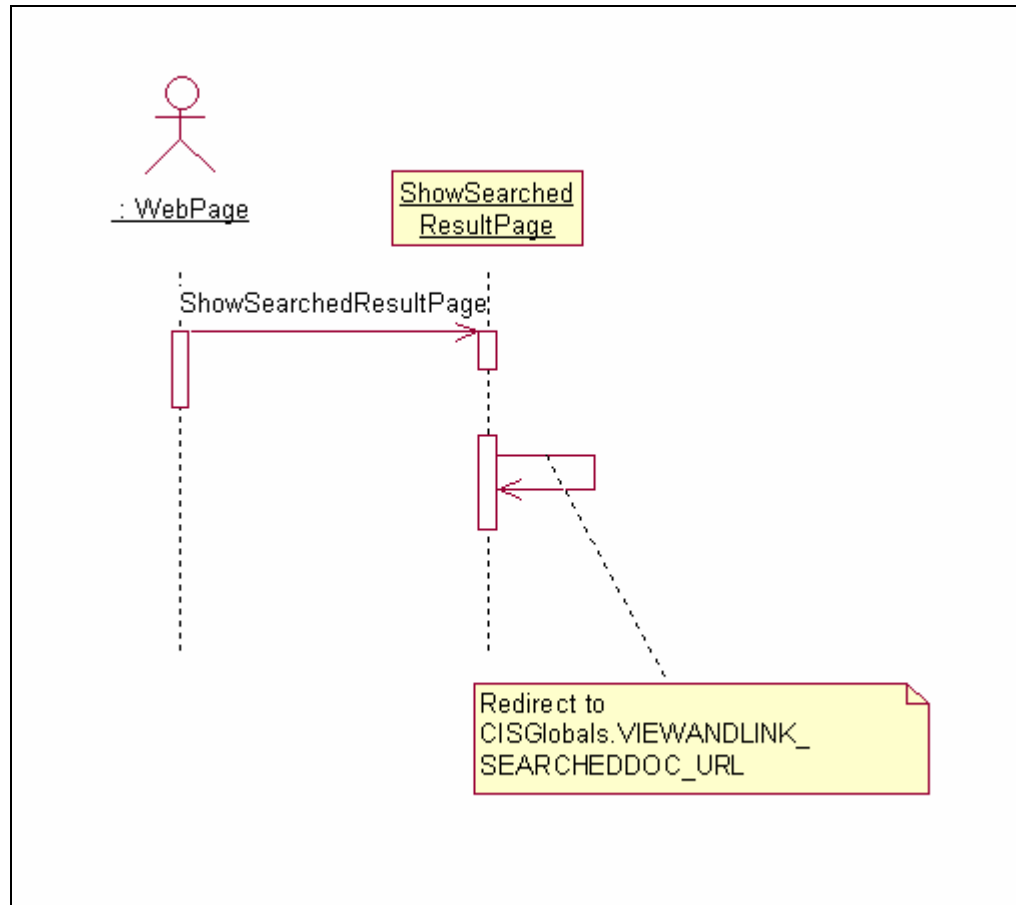 : WebPage
ShowSearched
ResultPage
ShowSearchedResultPage
Redirect to
CISGlobals.VIEWANDLINK_
SEARCHEDDOC_URL